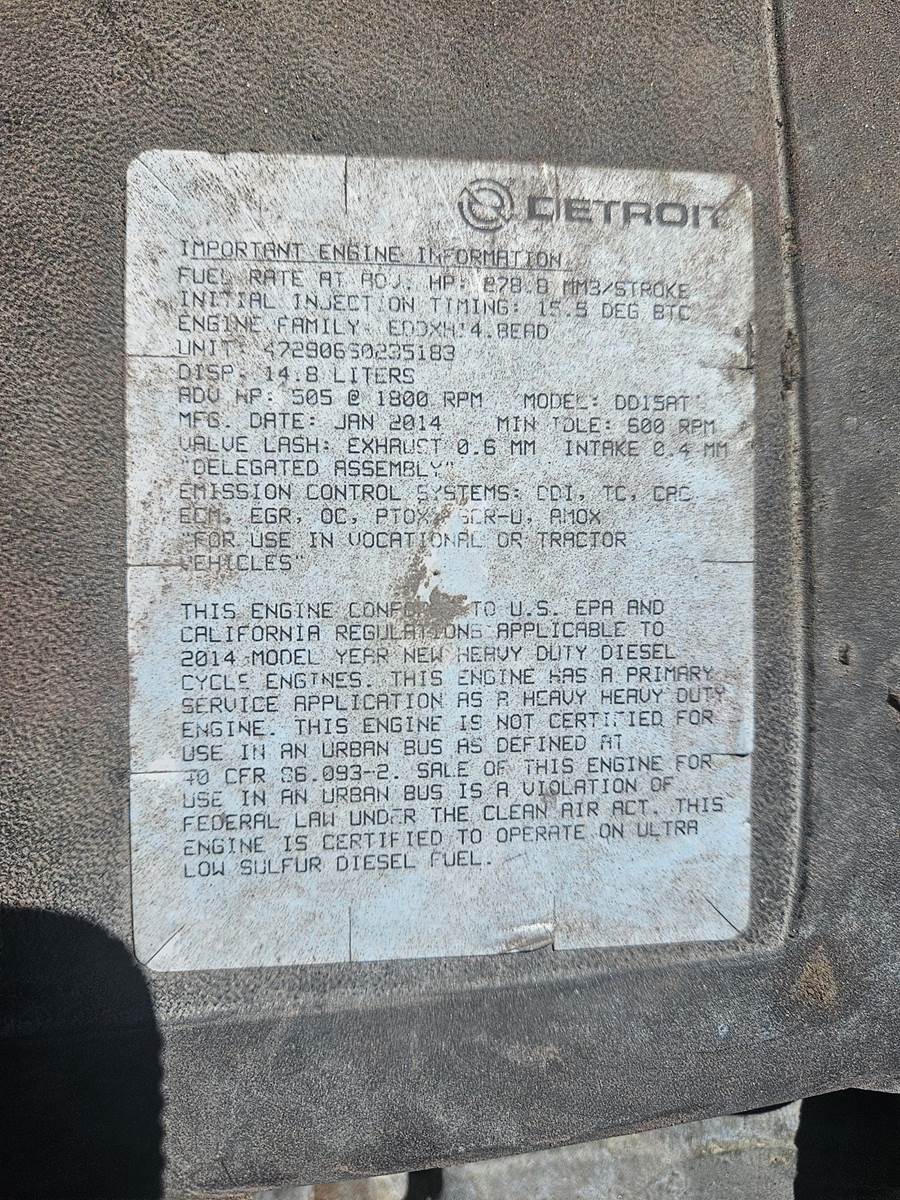 DETROIT
IMPORTANT ENGINE INFORMATION
FUEL RATE AT ADV. HP: 278.8 MM3/STROKE
INITIAL INJECTION TIMING: 15.5 DEG BTC
ENGINE FAMILY:
UNIT: 472906S0235183
DISP. 14.8 LITERS
ADV HP: 505 @ 1800 RPM MODEL: DD15AT
MFG. DATE: JAN 2014 MIN IDLE: 600 RPM
VALVE LASH: EXHAUST 0.6 MM INTAKE 0.4 MM
"DELEGATED ASSEMBLY"
EMISSION CONTROL SYSTEMS: DDI, TC, CAC
ECM, EGR, OC, PTOX, SCR-U, AMOX
"FOR USE IN VOCATIONAL OR TRACTOR
VEHICLES"
THIS ENGINE CONFORMS TO U.S. EPA AND
CALIFORNIA REGULATIONS APPLICABLE TO
2014 MODEL YEAR NEW HEAVY DUTY DIESEL
CYCLE ENGINES. THIS ENGINE HAS A PRIMARY
SERVICE APPLICATION AS A HEAVY HEAVY DUTY
ENGINE. THIS ENGINE IS NOT CERTIFIED FOR
USE IN AN URBAN BUS AS DEFINED AT
40 CFR 86.093-2. SALE OF THIS ENGINE FOR
USE IN AN URBAN BUS IS A VIOLATION OF
FEDERAL LAW UNDER THE CLEAN AIR ACT. THIS
ENGINE IS CERTIFIED TO OPERATE ON ULTRA
LOW SULFUR DIESEL FUEL.